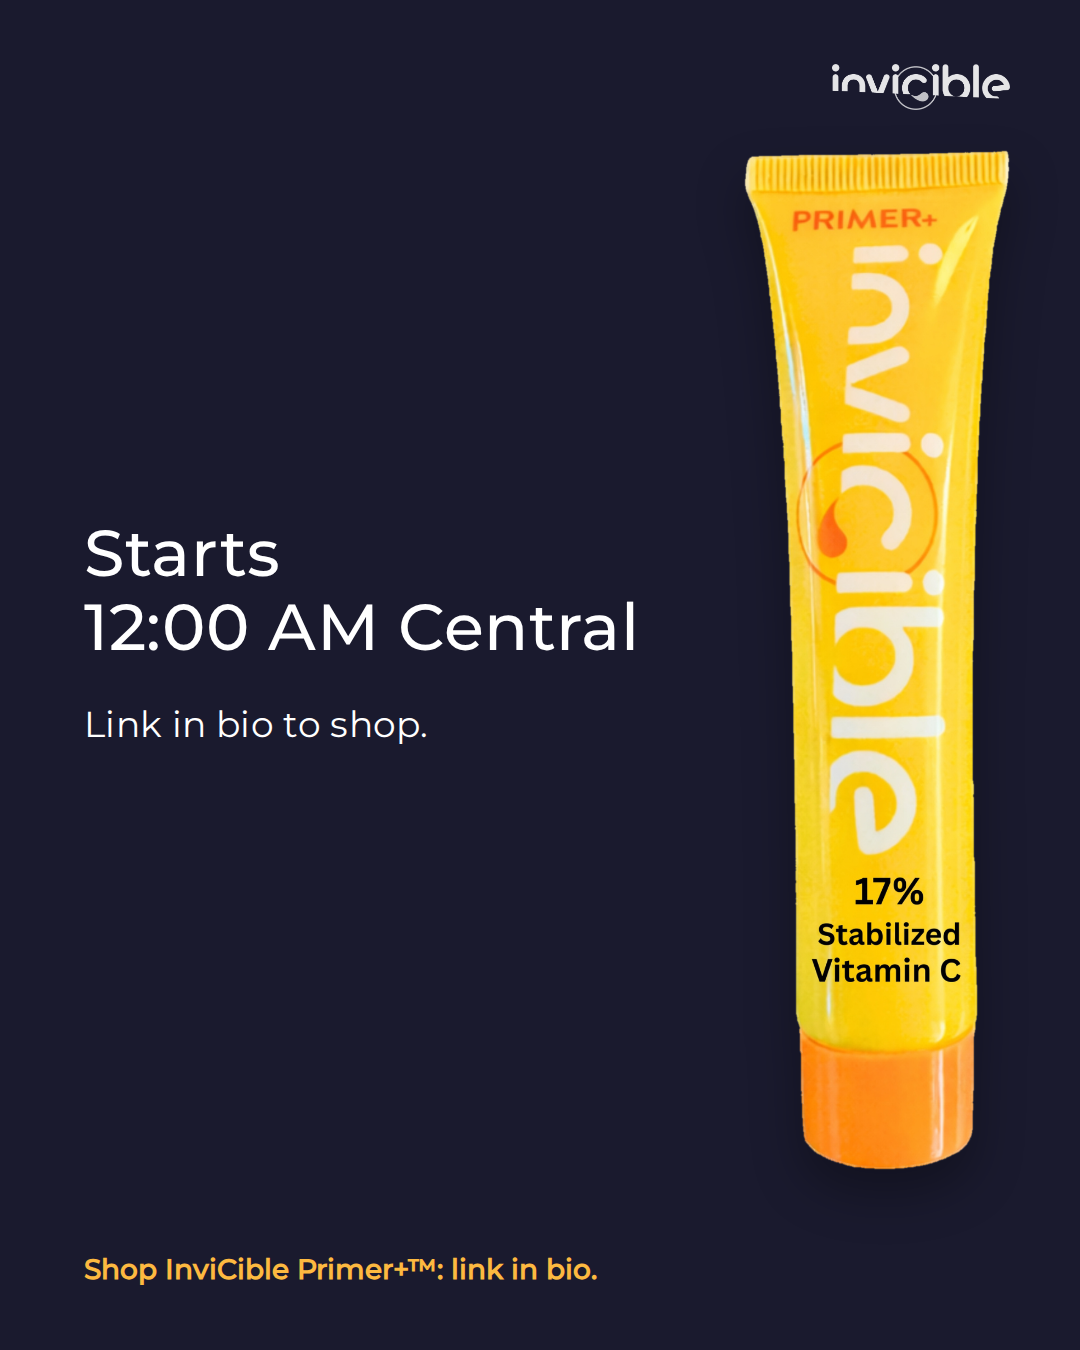 invicible
PRIMER+
invicible
17%
Stabilized
Vitamin C
Starts
12:00 AM Central
Link in bio to shop.
Shop InviCible Primer+™: link in bio.